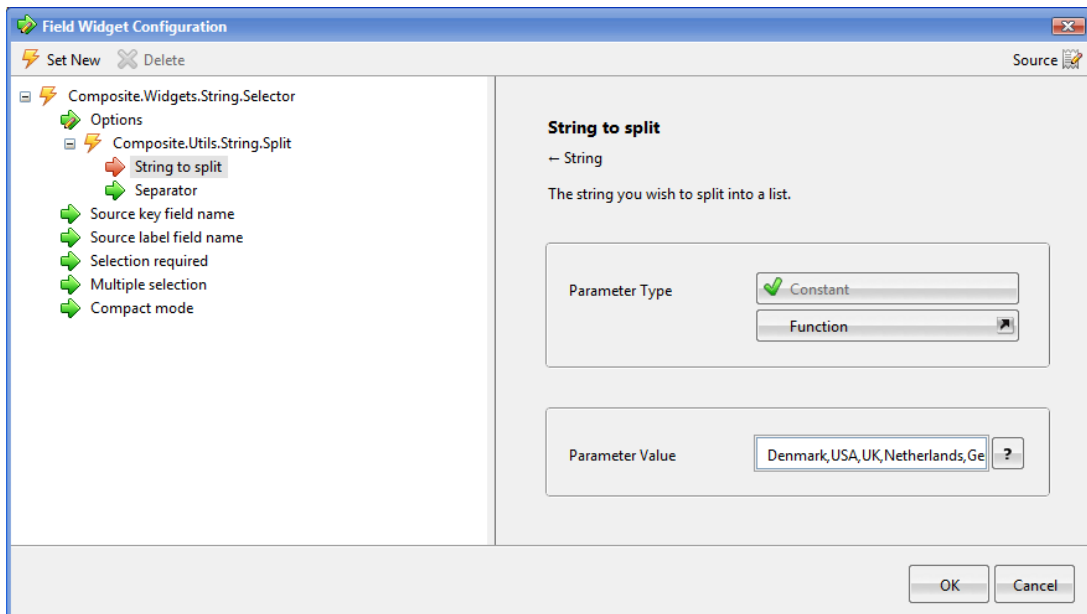 Field Widget Configuration
Set New Delete Source
Composite.Widgets.String.Selector
Options
Composite.Utils.String.Split
String to split
Separator
Source key field name
Source label field name
Selection required
Multiple selection
Compact mode
String to split
← String
The string you wish to split into a list.
Parameter Type
Constant
Function
Parameter Value Denmark,USA,UK,Netherlands,Ge ?
OK Cancel